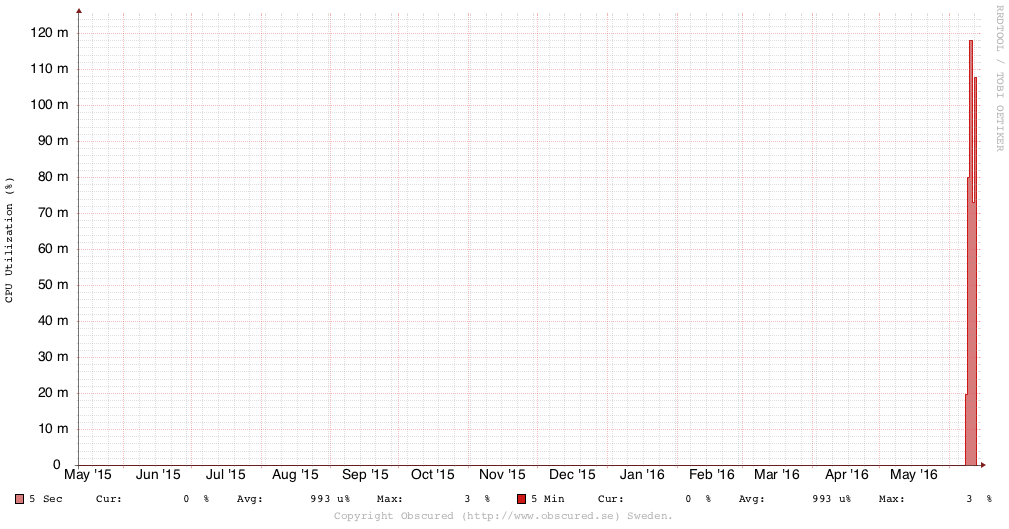 RRDTOOL / TOBI OETIKER
CPU Utilization (%)
120 m
110 m
100 m
90 m
80 m
70 m
60 m
50 m
40 m
30 m
20 m
10 m
0
May '15 Jun '15 Jul '15 Aug '15 Sep '15 Oct '15 Nov '15 Dec '15 Jan '16 Feb '16 Mar '16 Apr '16 May '16
5 Sec Cur: 0 % Avg: 993 u% Max: 3 % 5 Min Cur: 0 % Avg: 993 u% Max: 3 %
Copyright Obscured (http://www.obscured.se) Sweden.